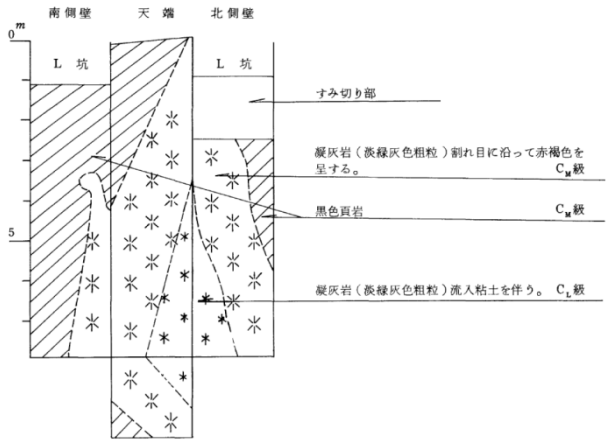 南側壁 天端 北側壁
0 m
L 坑 L 坑
すみ切り部
凝灰岩(淡緑灰色粗粒)割れ目に沿って赤褐色を
呈する。 CM級
黒色頁岩 CM級
5
凝灰岩(淡緑灰色粗粒)流入粘土を伴う。 CL級